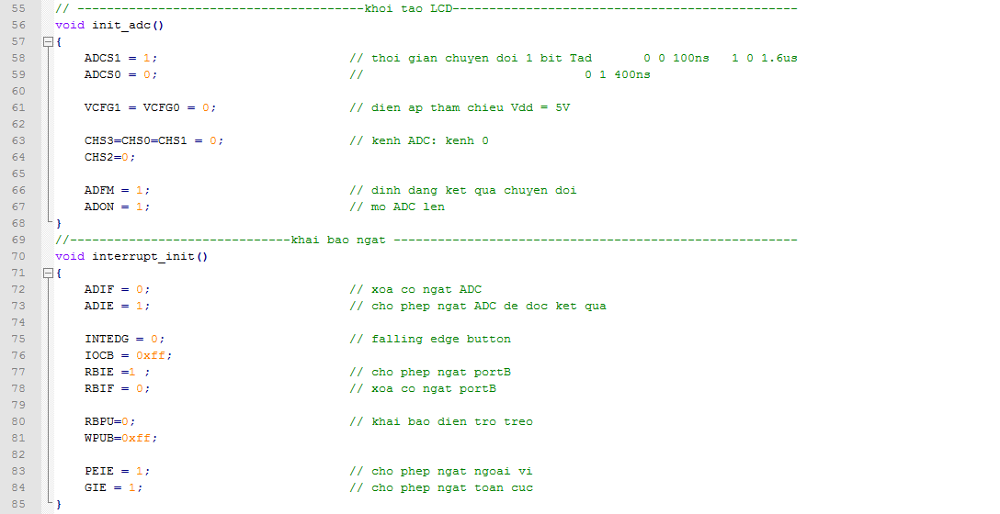 55 // ---------------------------------------khoi tao LCD-----------------------------------------------
56 void init_adc()
57 {
58 ADCS1 = 1; // thoi gian chuyen doi 1 bit Tad 0 0 100ns 1 0 1.6us
59 ADCS0 = 0; // 0 1 400ns
60
61 VCFG1 = VCFG0 = 0; // dien ap tham chieu Vdd = 5V
62
63 CHS3=CHS0=CHS1 = 0; // kenh ADC: kenh 0
64 CHS2=0;
65
66 ADFM = 1; // dinh dang ket qua chuyen doi
67 ADON = 1; // mo ADC len
68 }
69 //------------------------------khai bao ngat -------------------------------------------------------
70 void interrupt_init()
71 {
72 ADIF = 0; // xoa co ngat ADC
73 ADIE = 1; // cho phep ngat ADC de doc ket qua
74
75 INTEDG = 0; // falling edge button
76 IOCB = 0xff;
77 RBIE =1 ; // cho phep ngat portB
78 RBIF = 0; // xoa co ngat portB
79
80 RBPU=0; // khai bao dien tro treo
81 WPUB=0xff;
82
83 PEIE = 1; // cho phep ngat ngoai vi
84 GIE = 1; // cho phep ngat toan cuc
85 }